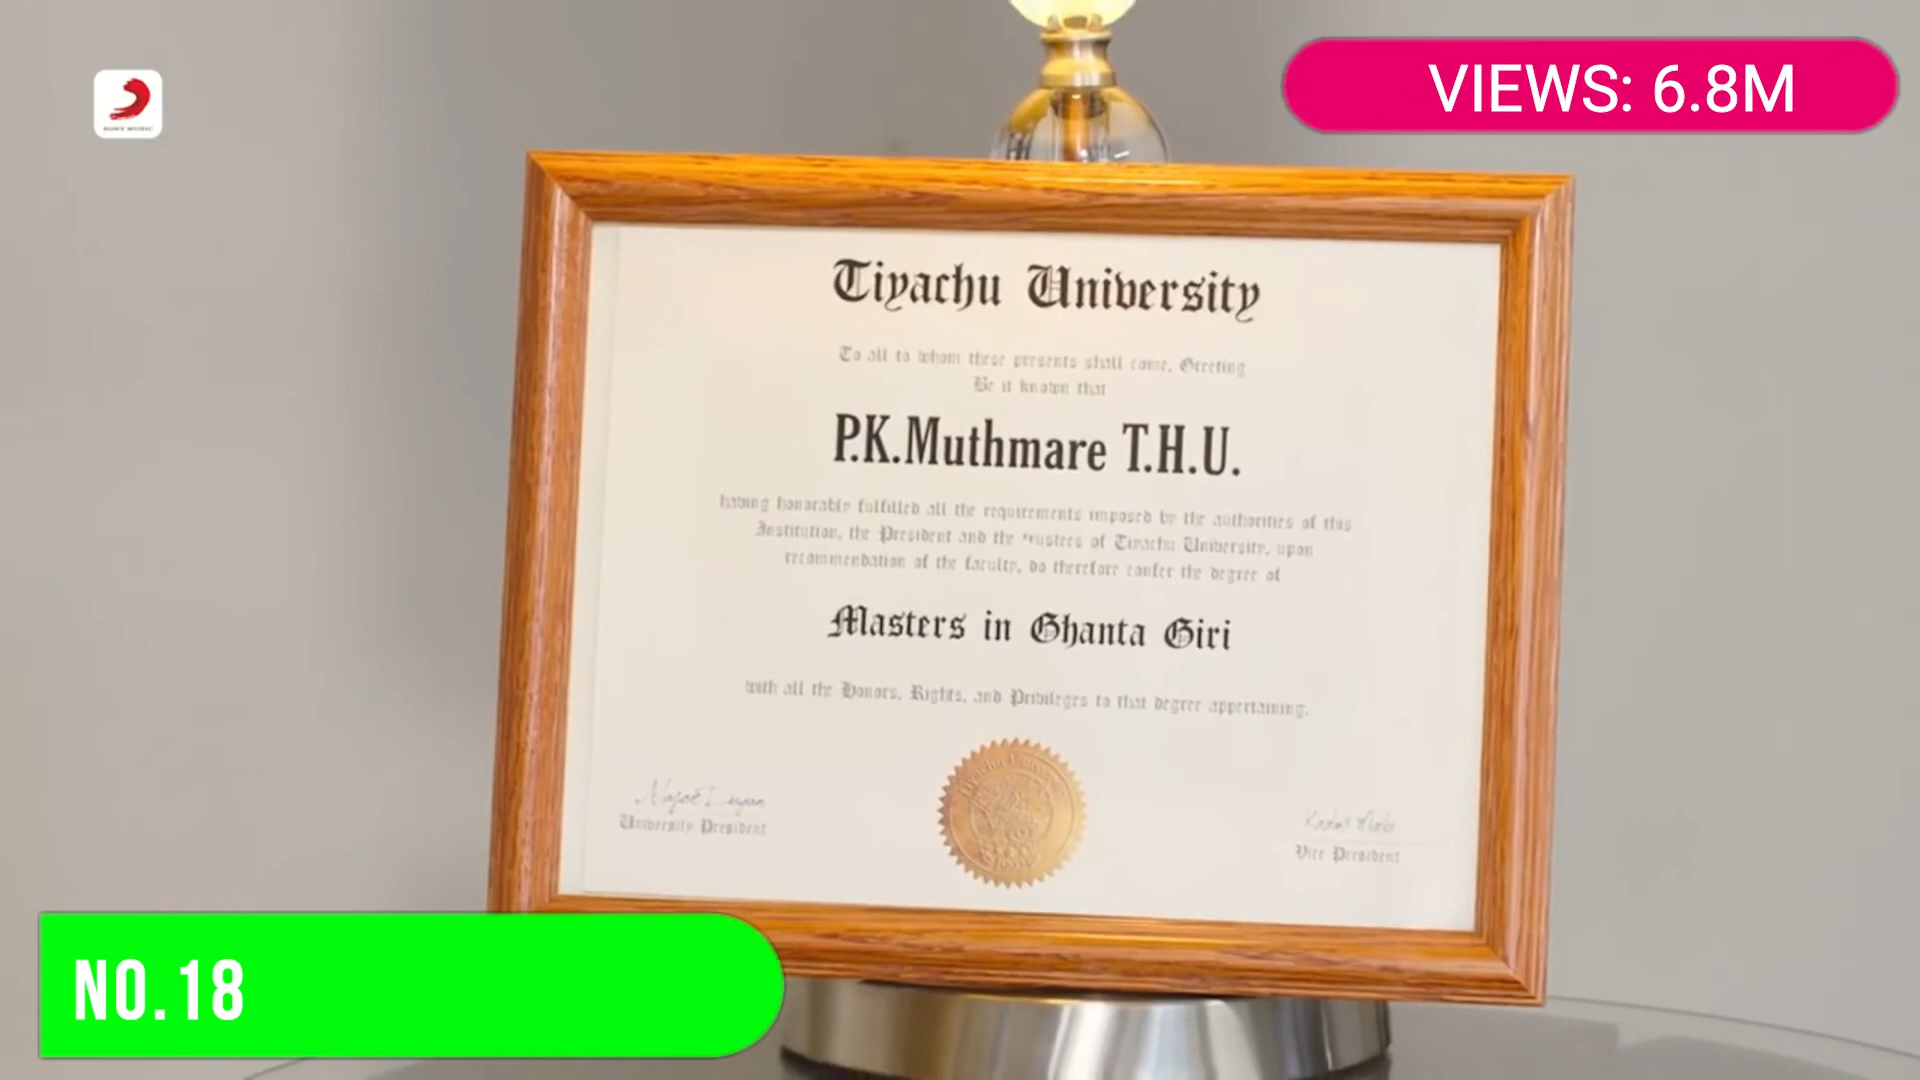 SONY MUSIC
VIEWS: 6.8M
Tiyachu University
To all to whom these presents shall come, Greeting
Be it known that
P.K.Muthmare T.H.U.
having honorably fulfilled all the requirements imposed by the authorities of this
Institution, the President and the Trustees of Tiyachu University, upon
recommendation of the faculty, do therefore confer the degree of
Masters in Ghanta Giri
with all the Honors, Rights, and Privileges to that degree appertaining.
University President
Vice President
NO.18